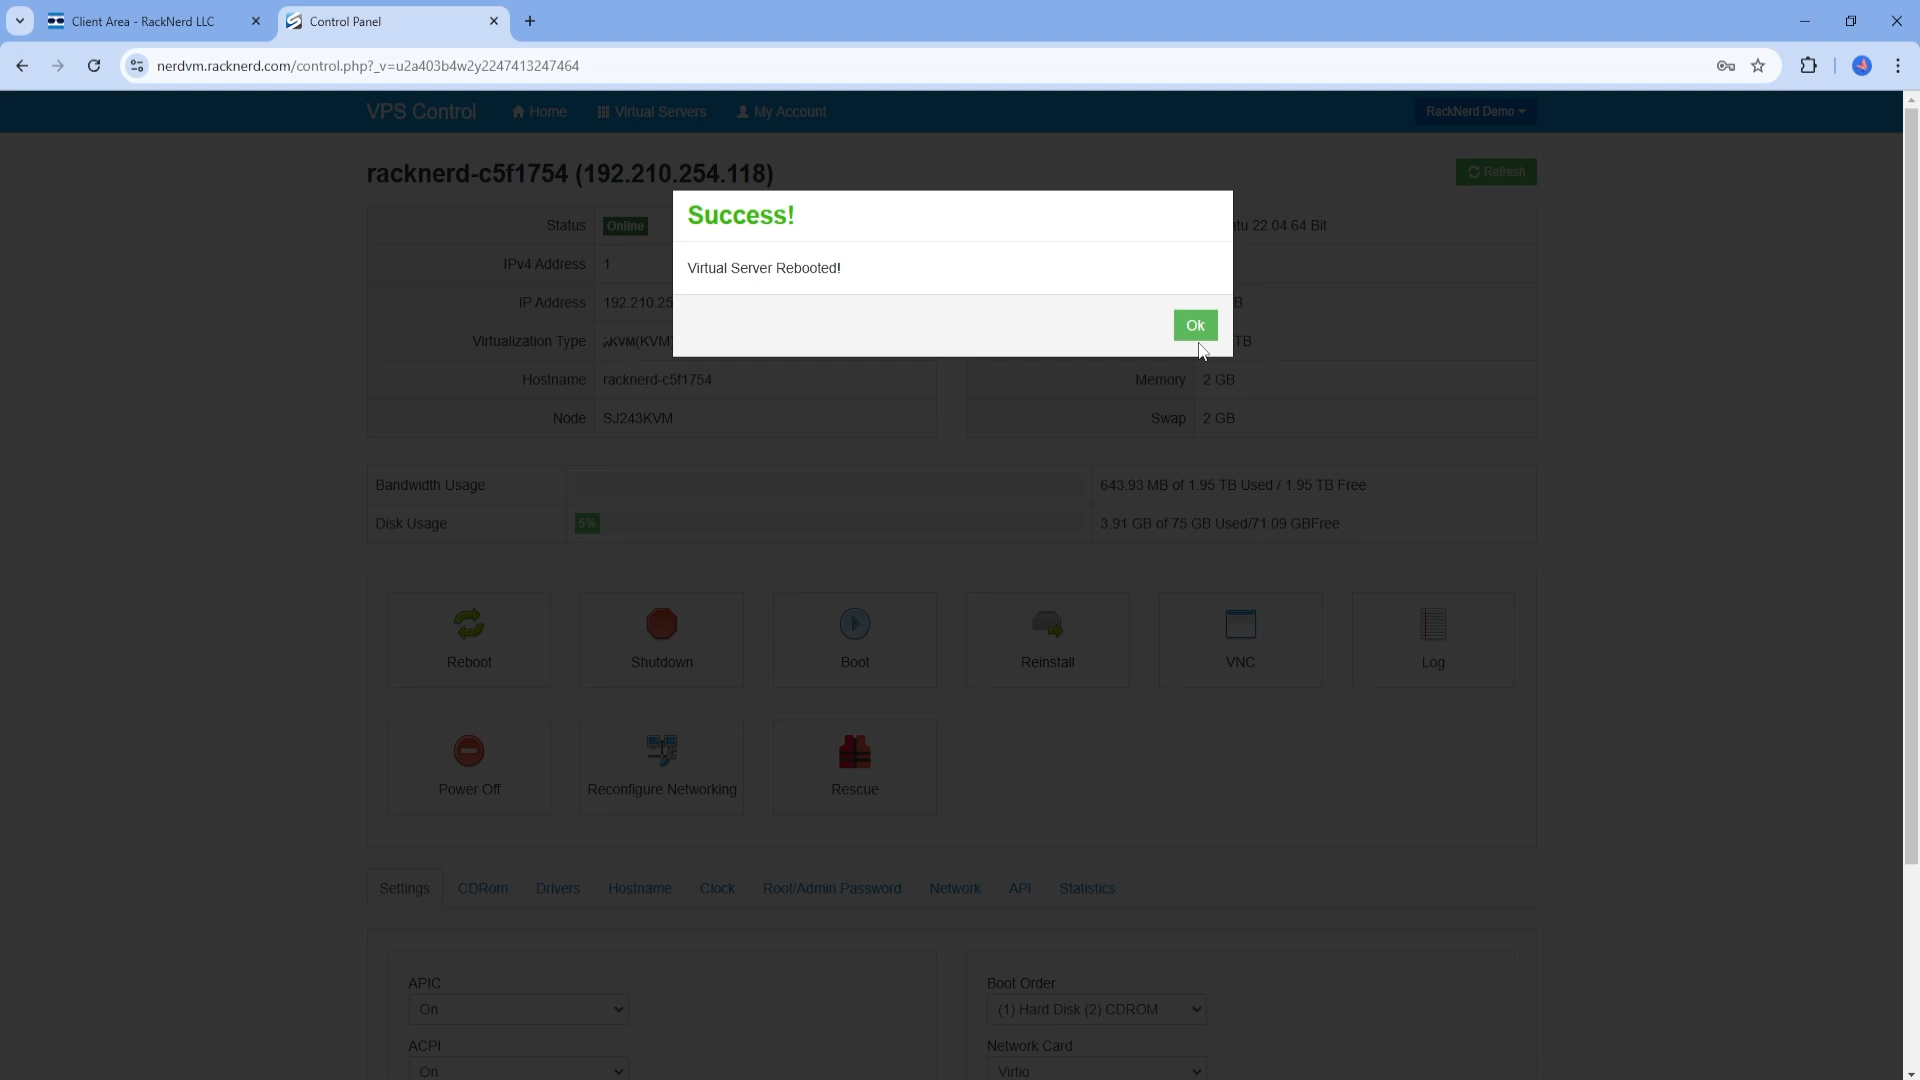 Client Area - RackNerd LLC
Control Panel
nerdvm.racknerd.com/control.php?_v=u2a403b4w2y2247413247464
VPS Control Home Virtual Servers My Account RackNerd Demo
racknerd-c5f1754 (192.210.254.118) Refresh
Success!
Virtual Server Rebooted!
Ok
Status Online
22.04 64 Bit
IPv4 Address 1
IP Address 192.210.25
B
Virtualization Type KVM(KVM)
TB
Hostname racknerd-c5f1754
Memory 2 GB
Node SJ243KVM
Swap 2 GB
Bandwidth Usage 643.93 MB of 1.95 TB Used / 1.95 TB Free
Disk Usage 5% 3.91 GB of 75 GB Used/71.09 GBFree
Reboot Shutdown Boot Reinstall VNC Log
Power Off Reconfigure Networking Rescue
Settings CDRom Drivers Hostname Clock Root/Admin Password Network API Statistics
APIC
On
Boot Order
(1) Hard Disk (2) CDROM
ACPI
On
Network Card
Virtio